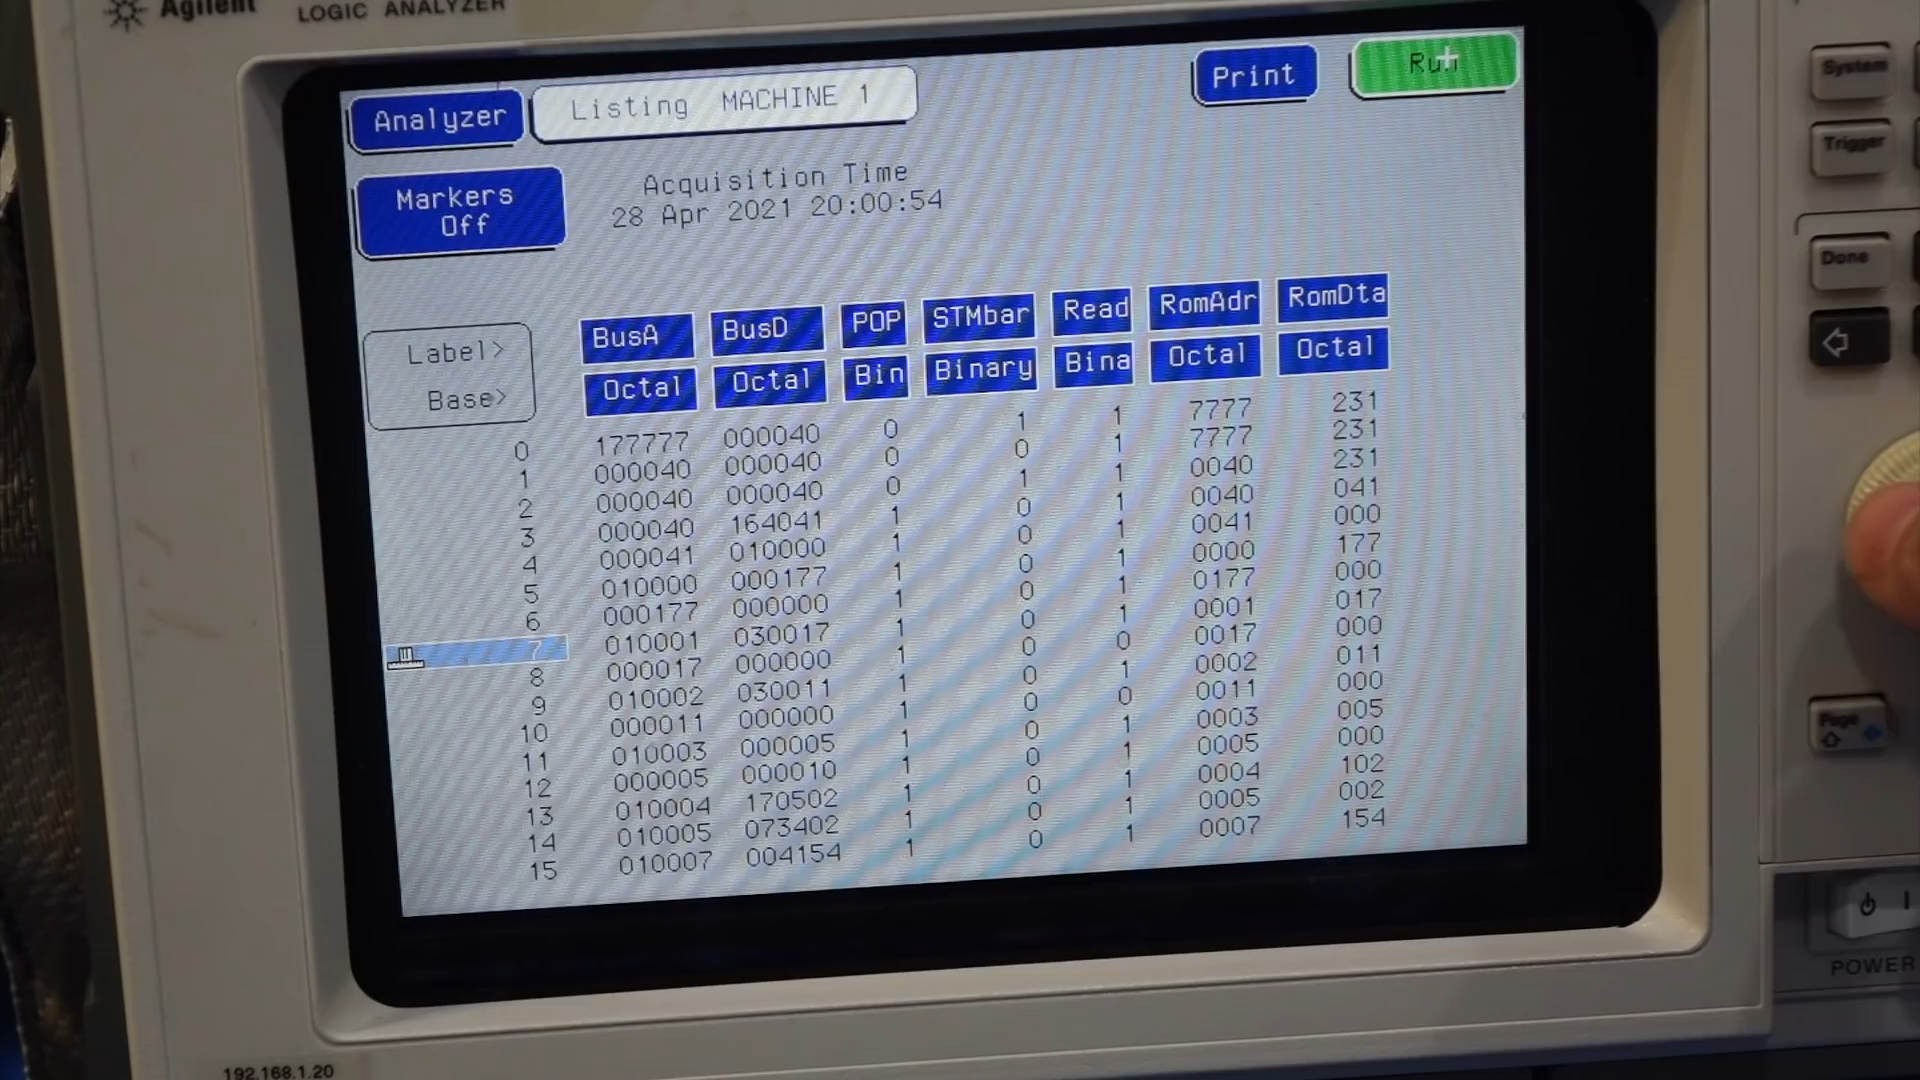 Agilent LOGIC ANALYZER
Analyzer Listing MACHINE 1 Print Run
Markers
Off
Acquisition Time
28 Apr 2021 20:00:54
Label> BusA BusD POP STMbar Read RomAdr RomDta
Base> Octal Octal Bin Binary Bina Octal Octal
0 177777 000040 0 1 1 7777 231
1 000040 000040 0 0 1 7777 231
2 000040 000040 0 1 1 0040 231
3 000040 164041 1 0 1 0040 041
4 000041 010000 1 0 1 0041 000
5 010000 000177 1 0 1 0000 177
6 000177 000000 1 0 1 0177 000
7 010001 030017 1 0 1 0001 017
8 000017 000000 1 0 0 0017 000
9 010002 030011 1 0 1 0002 011
10 000011 000000 1 0 0 0011 000
11 010003 000005 1 0 1 0003 005
12 000005 000010 1 0 1 0005 000
13 010004 170502 1 0 1 0004 102
14 010005 073402 1 0 1 0005 002
15 010007 004154 1 0 1 0007 154
System
Trigger
Done
Page
POWER
192.168.1.20